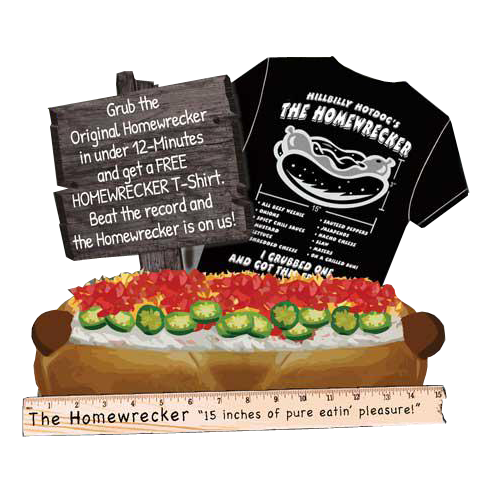 Grub the
Original Homewrecker
in under 12-Minutes
and get a FREE
HOMEWRECKER T-Shirt.
Beat the record and
the Homewrecker is on us!
HILLBILLY HOTDOG'S
THE HOMEWRECKER
15"
• ALL BEEF WEENIE
• ONIONS
• SPICY CHILI SAUCE
MUSTARD
LETTUCE
SHREDDED CHEESE
• SAUTEED PEPPERS
• JALAPENOS
• NACHO CHEESE
• SLAW
• MATERS
• ON A GRILLED BUN!
I GRUBBED ONE
AND GOT
1 2 3 4 5 6 7 8 9 10 11 12 13 14 15
The Homewrecker "15 inches of pure eatin' pleasure!"